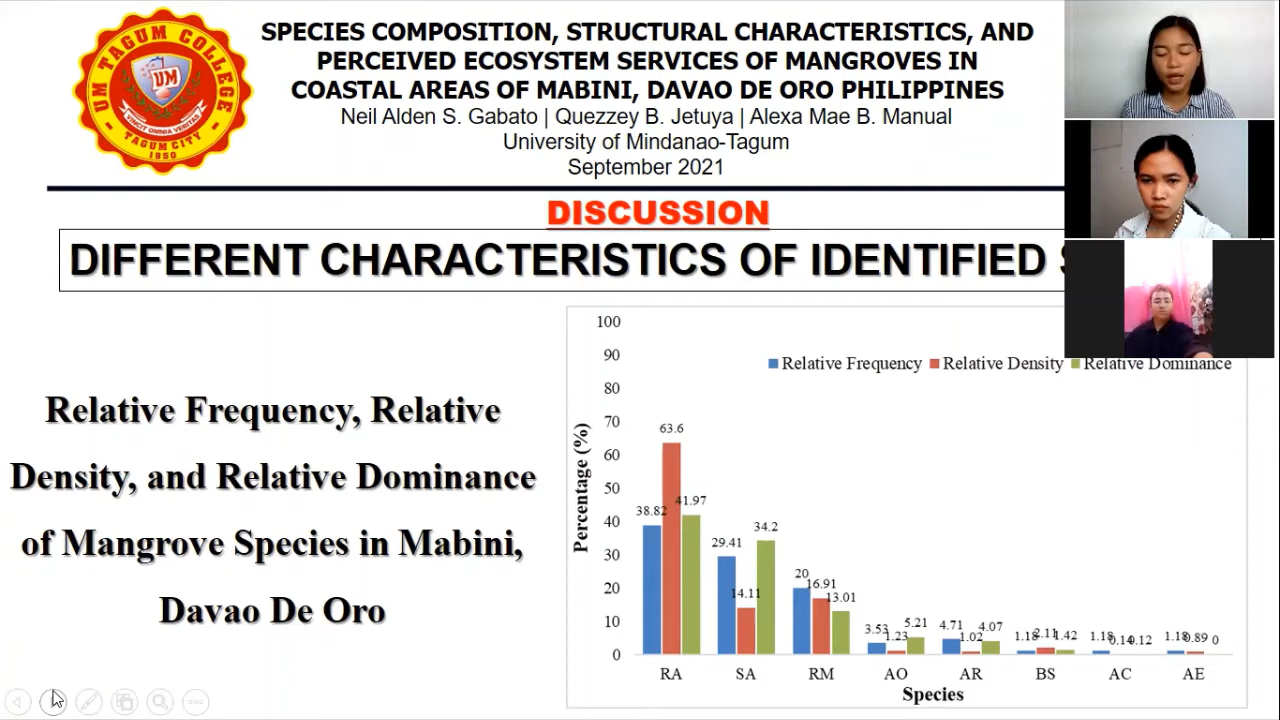 UM TAGUM COLLEGE
UM
VINCIT OMNIA VERITAS
TAGUM CITY
1950
SPECIES COMPOSITION, STRUCTURAL CHARACTERISTICS, AND
PERCEIVED ECOSYSTEM SERVICES OF MANGROVES IN
COASTAL AREAS OF MABINI, DAVAO DE ORO PHILIPPINES
Neil Alden S. Gabato | Quezzey B. Jetuya | Alexa Mae B. Manual
University of Mindanao-Tagum
September 2021
DISCUSSION
DIFFERENT CHARACTERISTICS OF IDENTIFIED
Relative Frequency, Relative
Density, and Relative Dominance
of Mangrove Species in Mabini,
Davao De Oro
Relative Frequency Relative Density Relative Dominance
Percentage (%)
100
90
80
70
60
50
40
30
20
10
0
38.82 63.6 41.97
29.41 14.11 34.2
20 16.91 13.01
3.53 1.23 5.21
4.71 1.02 4.07
1.18 2.11 1.42
1.18 0.14 0.12
1.18 0.89 0
RA SA RM AO AR BS AC AE
Species